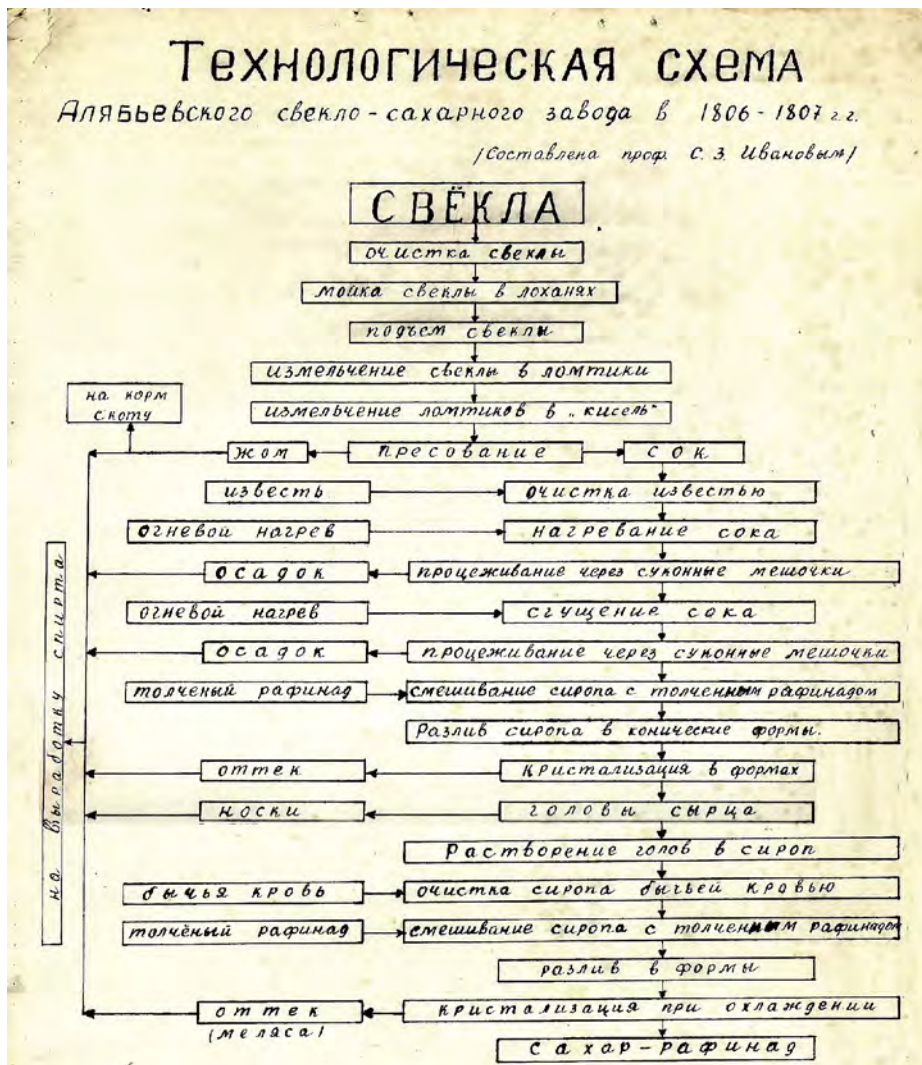 Технологическая схема
Алябьевского свекло-сахарного завода в 1806-1807 г.г.
/Составлена проф. С. З. Ивановым/
СВЁКЛА
очистка свеклы
мойка свеклы в лоханях
подъем свеклы
измельчение свеклы в ломтики
на корм
скоту
измельчение ломтиков в „кисель"
жом
пресование
сок
известь
очистка известью
огневой нагрев
нагревание сока
осадок
процеживание через суконные мешочки
огневой нагрев
сгущение сока
осадок
процеживание через суконные мешочки
толченый рафинад
смешивание сиропа с толченным рафинадом
Разлив сиропа в конические формы.
оттек
кристализация в формах
носки
головы сырца
Растворение голов в сироп
бычья кровь
очистка сиропа бычьей кровью
толчёный рафинад
смешивание сиропа с толченным рафинадом
разлив в формы
оттек
(меляса)
кристализация при охлаждении
сахар-рафинад
на выработку спирта